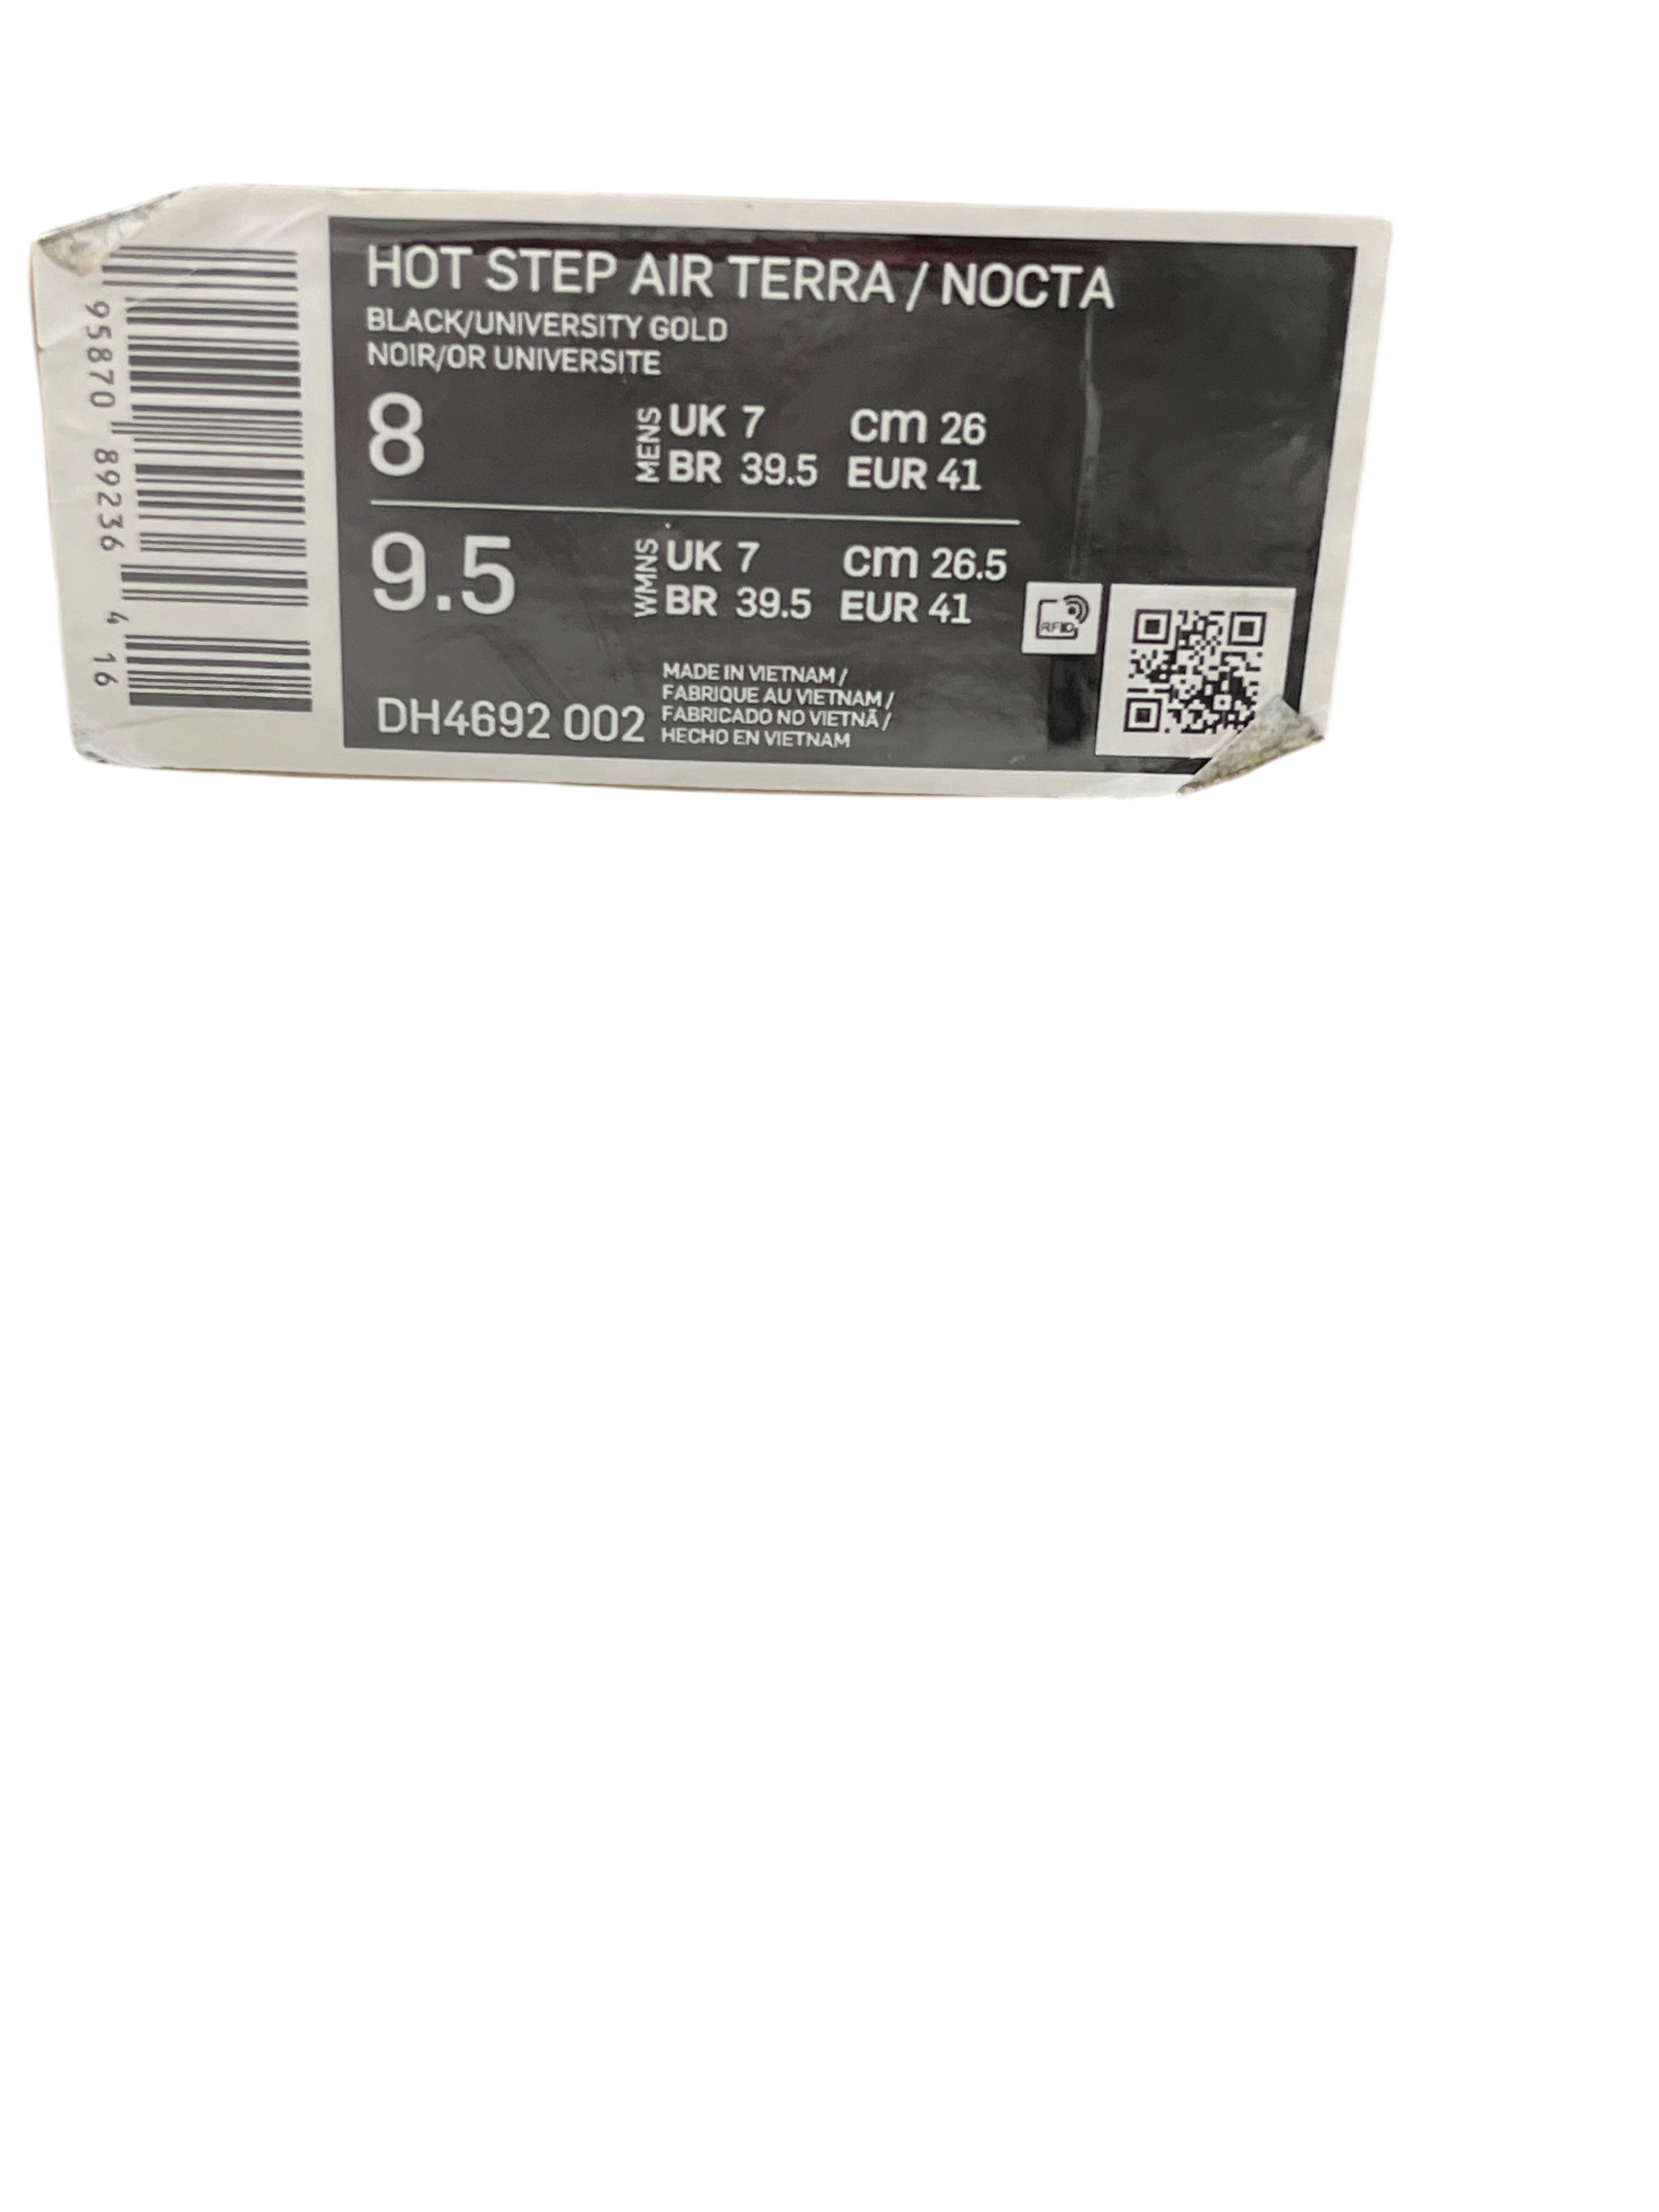 HOT STEP AIR TERRA / NOCTA
BLACK/UNIVERSITY GOLD
NOIR/OR UNIVERSITE
8
MENS
UK 7 cm 26
BR 39.5 EUR 41
9.5
WMNS
UK 7 cm 26.5
BR 39.5 EUR 41
RFID
DH4692 002
MADE IN VIETNAM /
FABRIQUE AU VIETNAM /
FABRICADO NO VIETNÃ /
HECHO EN VIETNAM
95870 89236 4 16